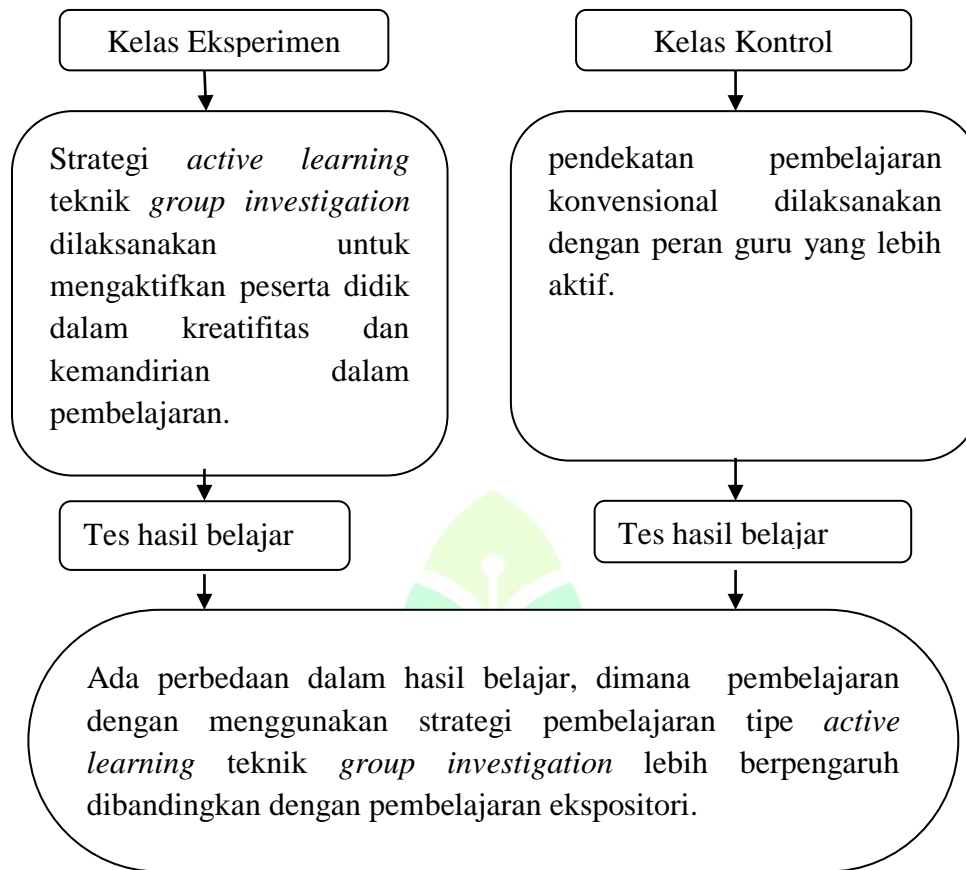 Kelas Eksperimen
Kelas Kontrol
Strategi active learning
teknik group investigation
dilaksanakan untuk
mengaktifkan peserta didik
dalam kreatifitas dan
kemandirian dalam
pembelajaran.
pendekatan pembelajaran
konvensional dilaksanakan
dengan peran guru yang lebih
aktif.
Tes hasil belajar
Tes hasil belajar
Ada perbedaan dalam hasil belajar, dimana pembelajaran
dengan menggunakan strategi pembelajaran tipe active
learning teknik group investigation lebih berpengaruh
dibandingkan dengan pembelajaran ekspositori.